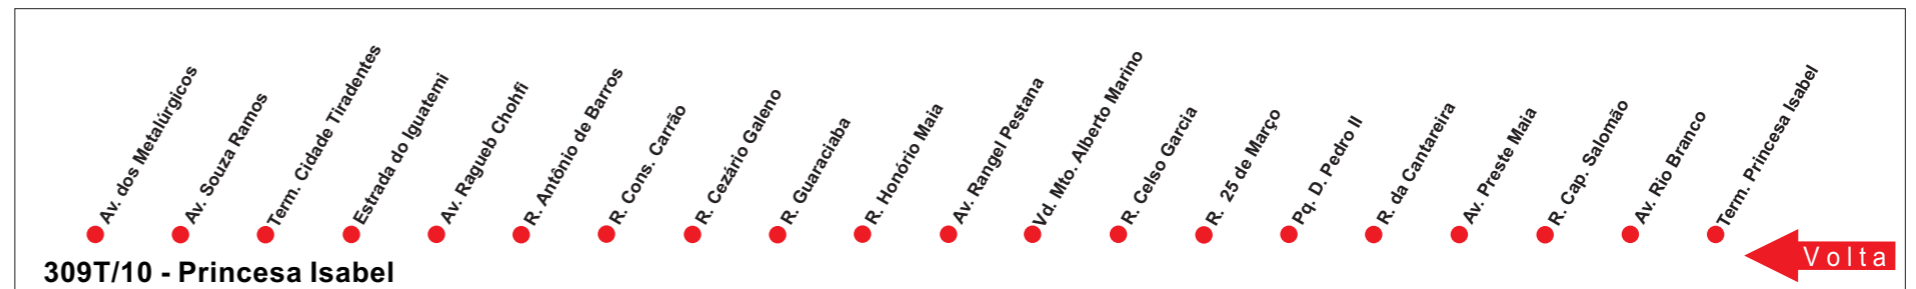 Av. dos Metalúrgicos
Av. Souza Ramos
Term. Cidade Tiradentes
Estrada do Iguatemi
Av. Ragueb Chohfi
R. Antônio de Barros
R. Cons. Carrão
R. Cezário Galeno
R. Guaraciaba
R. Honório Maia
Av. Rangel Pestana
Vd. Mto. Alberto Marino
R. Celso Garcia
R. 25 de Março
Pq. D. Pedro II
R. da Cantareira
Av. Preste Maia
R. Cap. Salomão
Av. Rio Branco
Term. Princesa Isabel
Volta
309T/10 - Princesa Isabel